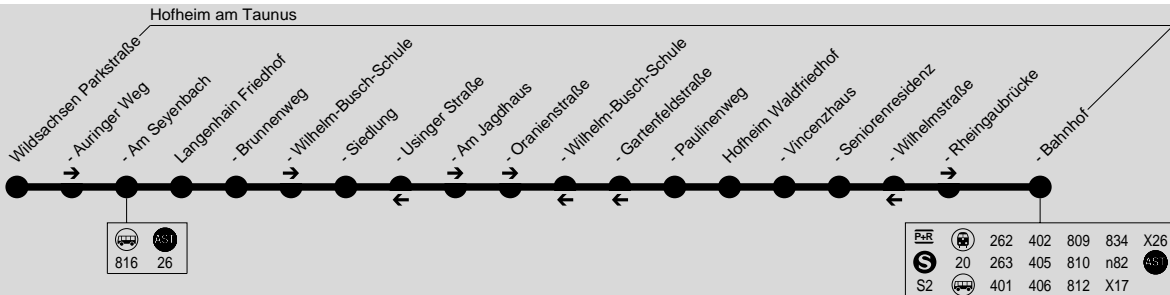 Hofheim am Taunus
Wildsachsen Parkstraße
- Auringer Weg
- Am Seyenbach
Langenhain Friedhof
- Brunnenweg
- Wilhelm-Busch-Schule
- Siedlung
- Usinger Straße
- Am Jagdhaus
- Oranienstraße
- Wilhelm-Busch-Schule
- Gartenfeldstraße
- Paulinenweg
Hofheim Waldfriedhof
- Vincenzhaus
- Seniorenresidenz
- Wilhelmstraße
- Rheingaubrücke
- Bahnhof
AST
816 26
P+R 262 402 809 834 X26
S 20 263 405 810 n82 AST
S2 401 406 812 X17